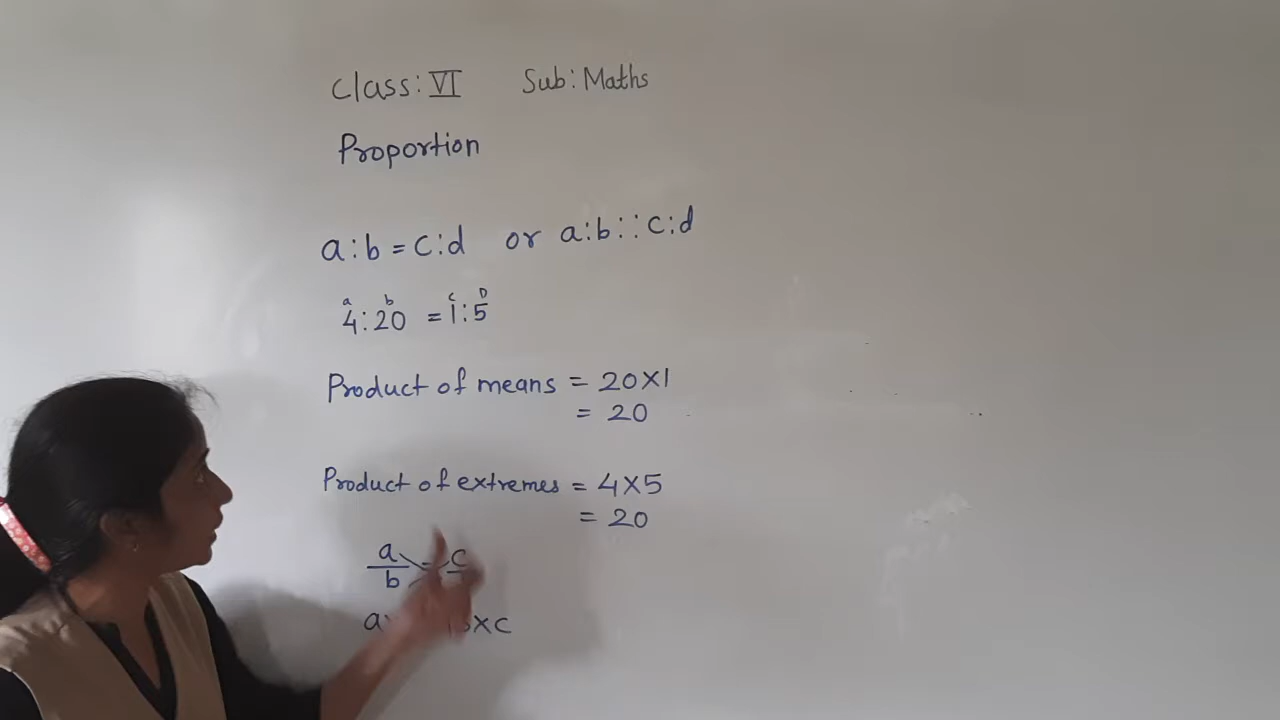 Class: VI Sub: Maths
Proportion
a:b = c:d or a:b::c:d
a b c D
4:20 = 1:5
Product of means = 20×1
= 20
Product of extremes = 4×5
= 20
a c
b
a ×c